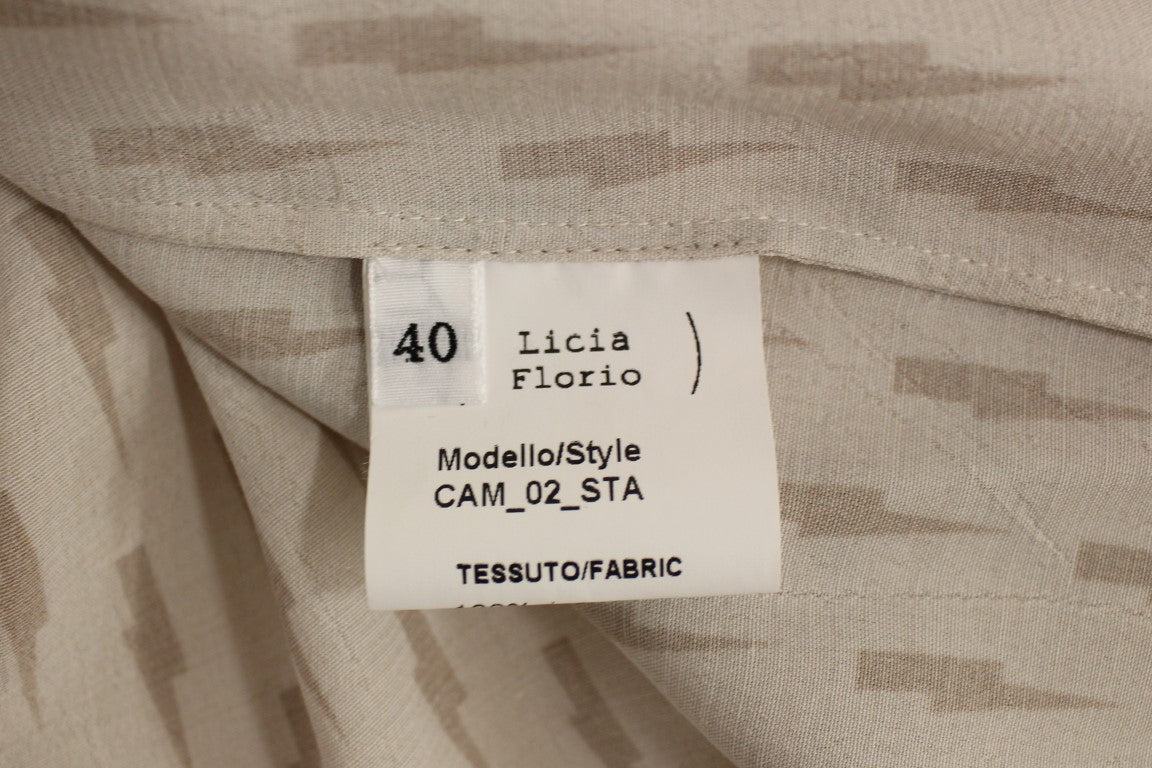 40
Licia )
Florio
Modello/Style
CAM_02_STA
TESSUTO/FABRIC